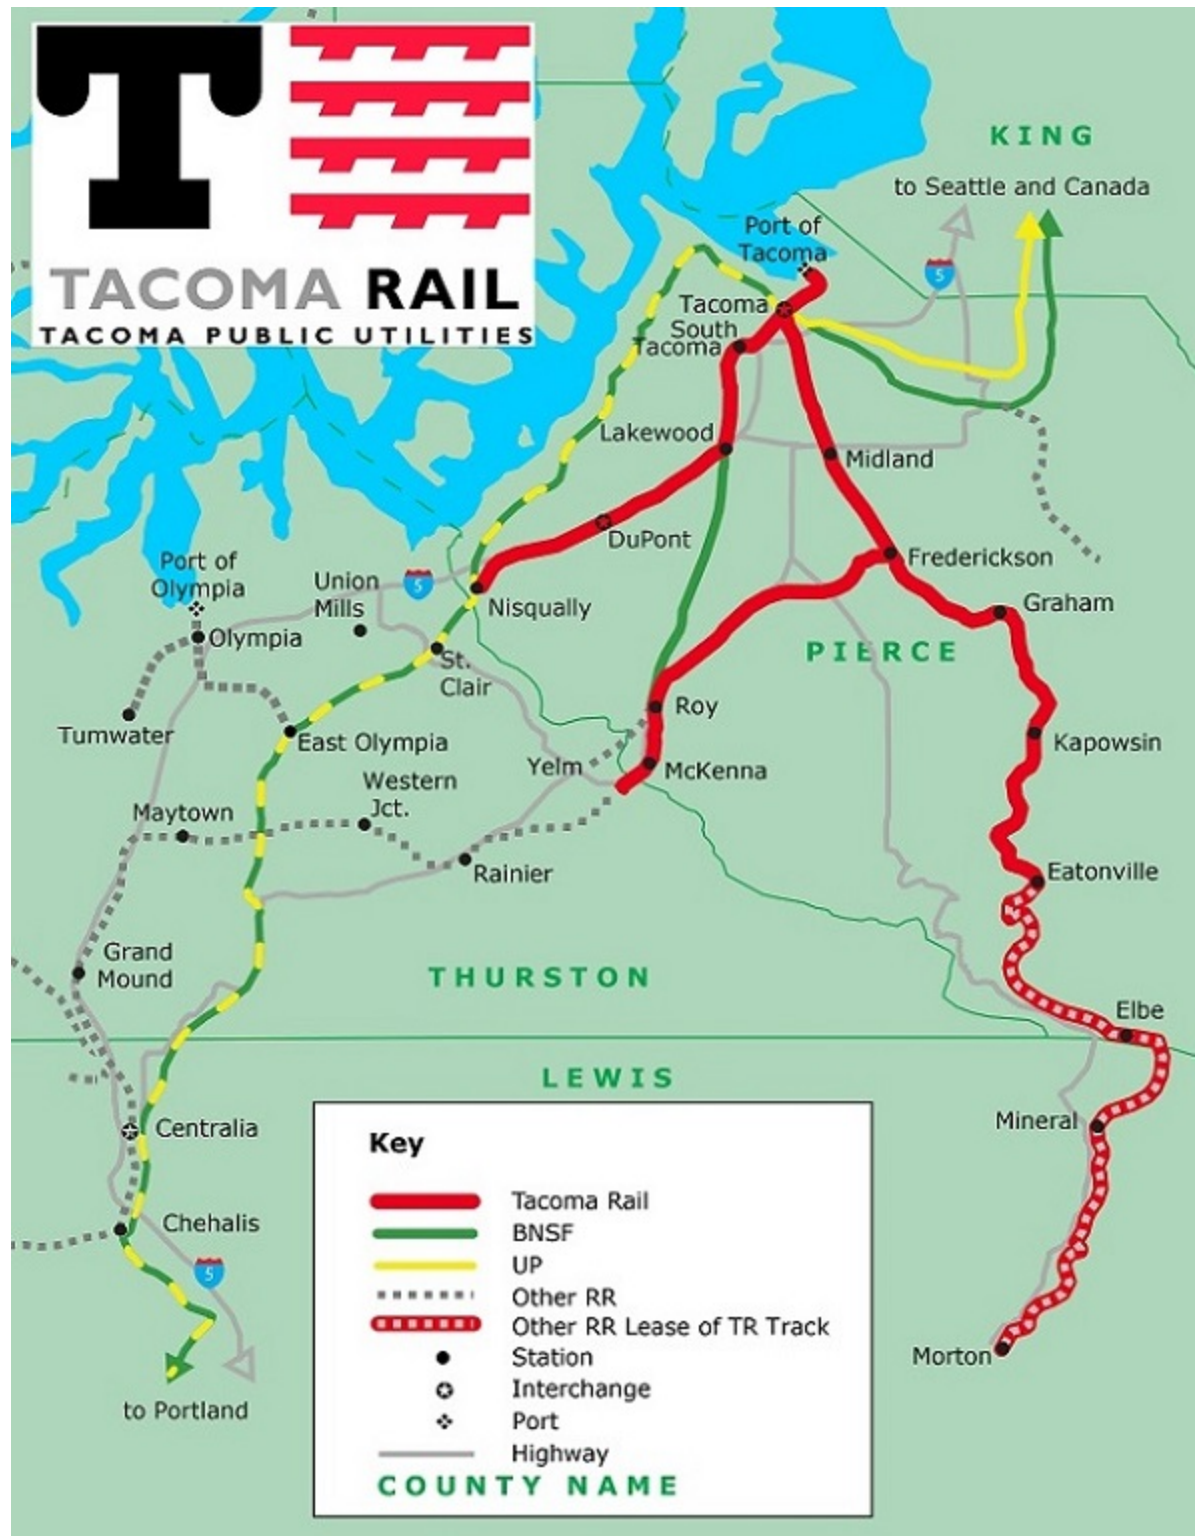 TACOMA RAIL
TACOMA PUBLIC UTILITIES
KING
to Seattle and Canada
5
Port of
Tacoma
Tacoma
South
Tacoma
Lakewood
Midland
DuPont
Frederickson
Graham
Port of
Olympia
Union
Mills
5
Nisqually
Olympia
PIERCE
St.
Clair
Tumwater
East Olympia
Roy
Kapowsin
Yelm
McKenna
Western
Jct.
Maytown
Rainier
Eatonville
Grand
Mound
THURSTON
Elbe
LEWIS
Mineral
Centralia
Chehalis
5
to Portland
Morton
Key
Tacoma Rail
BNSF
UP
Other RR
Other RR Lease of TR Track
Station
Interchange
Port
Highway
COUNTY NAME